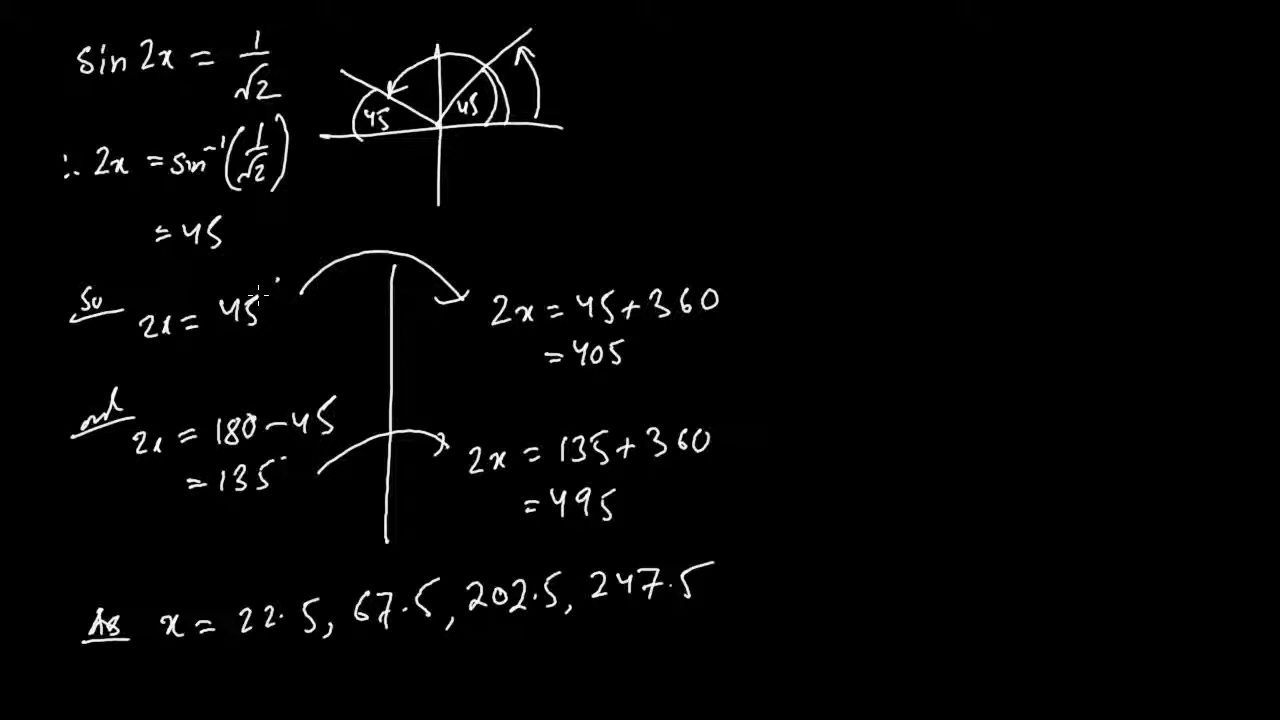 sin 2x = 1/√2
45 45
∴ 2x = sin⁻¹(1/√2)
= 45
So 2x = 45°
2x = 45 + 360
= 405
and 2x = 180 - 45
= 135°
2x = 135 + 360
= 495
x = 22.5, 67.5, 202.5, 247.5